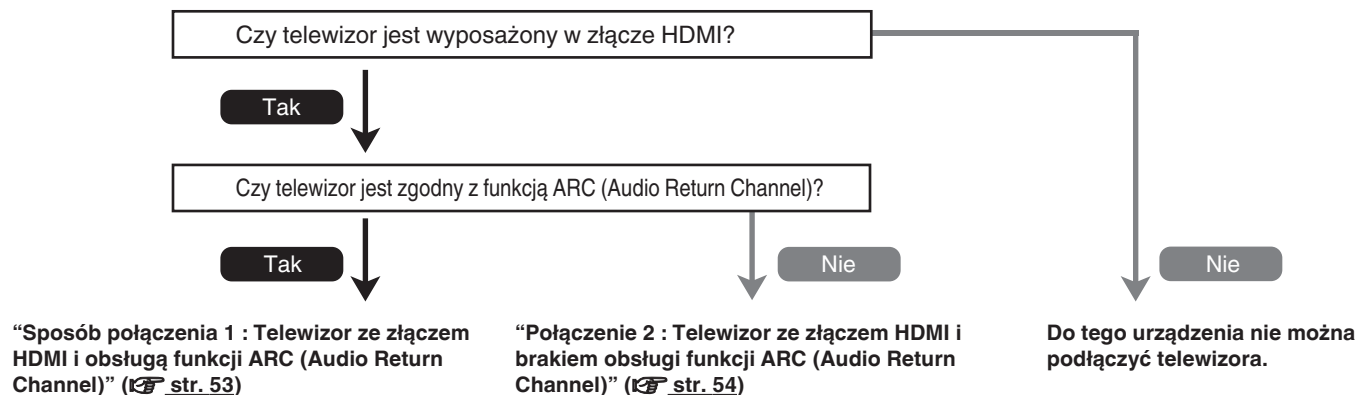 Czy telewizor jest wyposażony w złącze HDMI?
Tak
Czy telewizor jest zgodny z funkcją ARC (Audio Return Channel)?
Tak
Nie
Nie
“Sposób połączenia 1 : Telewizor ze złączem
HDMI i obsługą funkcji ARC (Audio Return
Channel)” (☞ str. 53)
“Połączenie 2 : Telewizor ze złączem HDMI i
brakiem obsługi funkcji ARC (Audio Return
Channel)” (☞ str. 54)
Do tego urządzenia nie można
podłączyć telewizora.